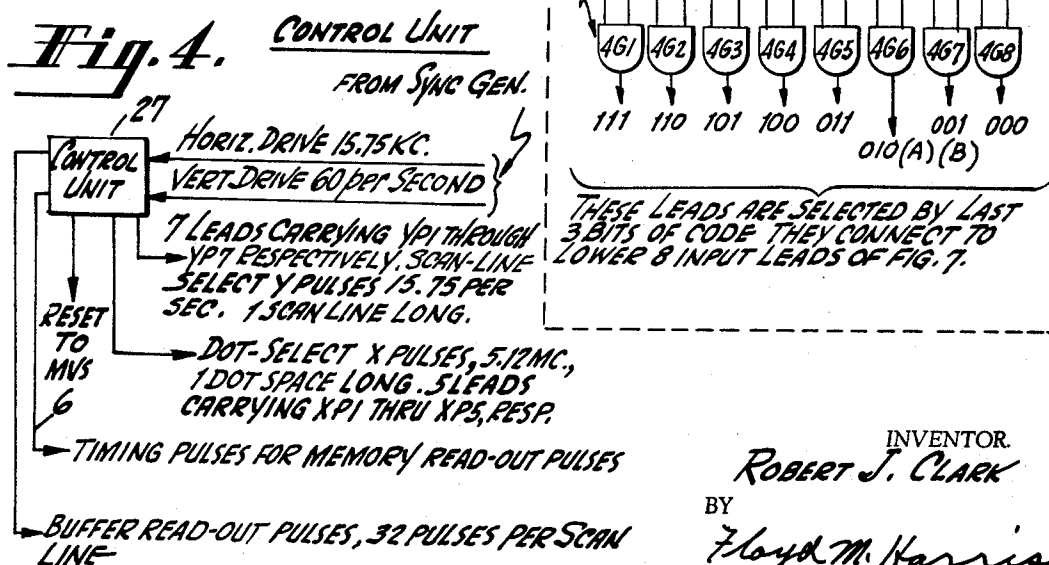 Fig. 4.
CONTROL UNIT
FROM SYNC GEN.
27
CONTROL
UNIT
HORIZ. DRIVE 15.75 KC.
VERT. DRIVE 60 per SECOND
7 LEADS CARRYING YP1 THROUGH
YP7 RESPECTIVELY. SCAN-LINE
SELECT Y PULSES 15.75 PER
SEC. 1 SCAN LINE LONG.
RESET
TO
MVS
6
DOT-SELECT X PULSES, 5.12MC.,
1 DOT SPACE LONG. 5 LEADS
CARRYING XP1 THRU XP5, RESP.
TIMING PULSES FOR MEMORY READ-OUT PULSES
BUFFER READ-OUT PULSES, 32 PULSES PER SCAN
LINE
4G1 4G2 4G3 4G4 4G5 4G6 4G7 4G8
111 110 101 100 011 001 000
010(A)(B)
THESE LEADS ARE SELECTED BY LAST
3 BITS OF CODE THEY CONNECT TO
LOWER 8 INPUT LEADS OF FIG. 7.
INVENTOR.
ROBERT J. CLARK
BY
Floyd M. Harris